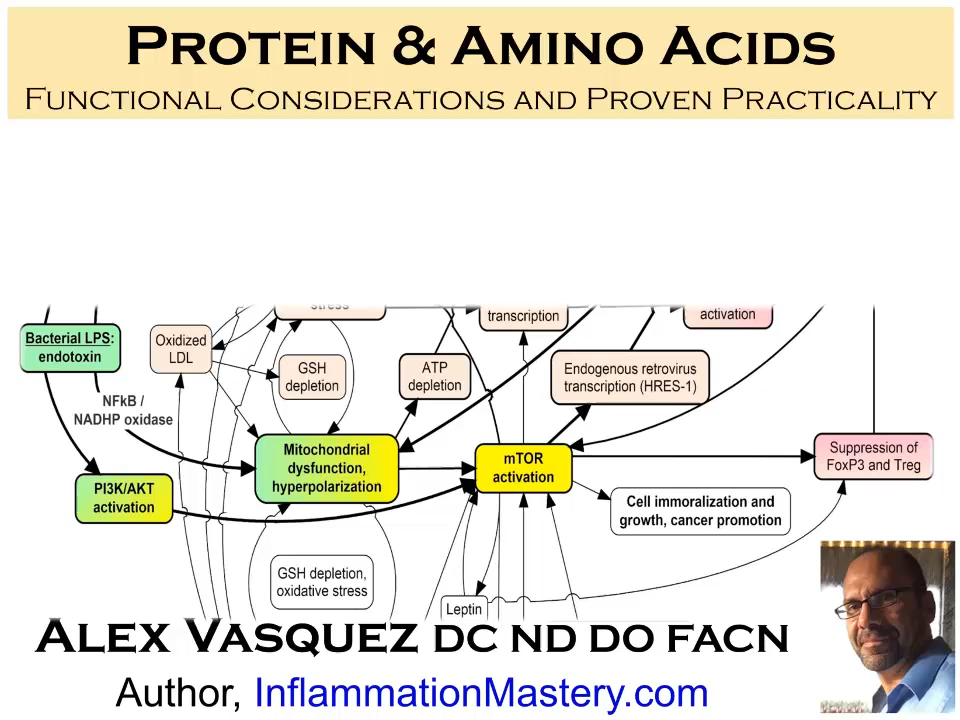 PROTEIN & AMINO ACIDS
FUNCTIONAL CONSIDERATIONS AND PROVEN PRACTICALITY
stress
transcription
activation
Bacterial LPS:
endotoxin
Oxidized
LDL
GSH
depletion
ATP
depletion
Endogenous retrovirus
transcription (HRES-1)
NFkB /
NADHP oxidase
Mitochondrial
dysfunction,
hyperpolarization
mTOR
activation
Suppression of
FoxP3 and Treg
PI3K/AKT
activation
Cell immoralization and
growth, cancer promotion
GSH depletion,
oxidative stress
Leptin
ALEX VASQUEZ DC ND DO FACN
Author, InflammationMastery.com